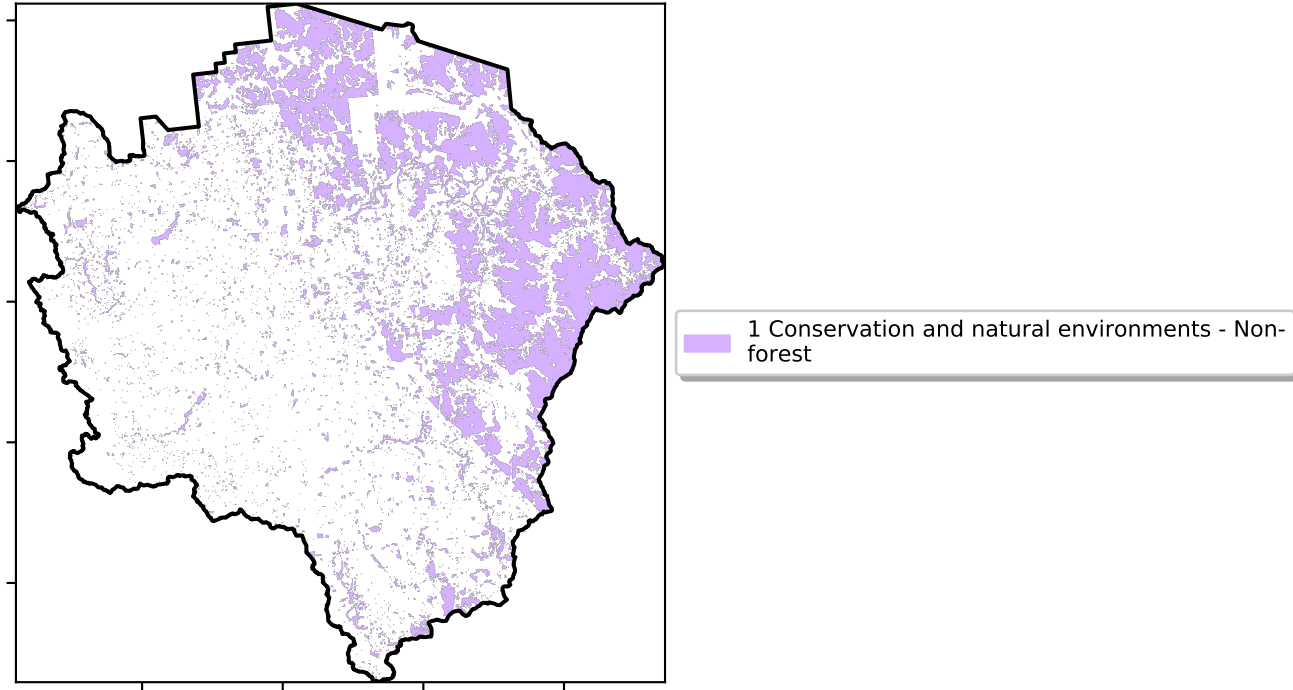 1 Conservation and natural environments - Non-
forest